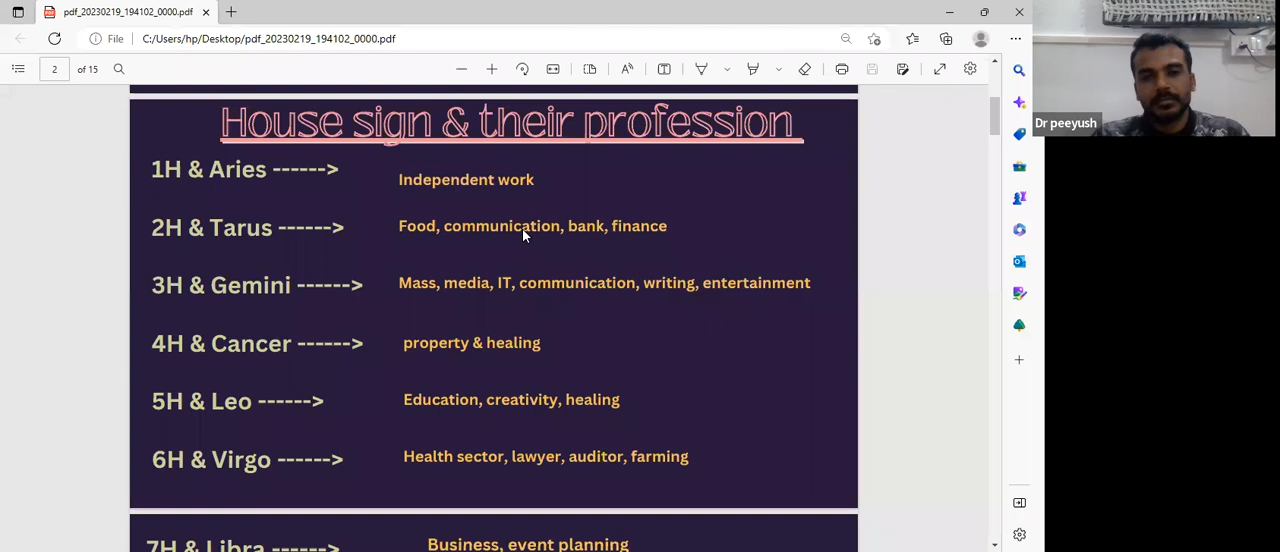 pdf_20230219_194102_0000.pdf
File C:/Users/hp/Desktop/pdf_20230219_194102_0000.pdf
2 of 15
House sign & their profession
1H & Aries ------> Independent work
2H & Tarus ------> Food, communication, bank, finance
3H & Gemini ------> Mass, media, IT, communication, writing, entertainment
4H & Cancer ------> property & healing
5H & Leo ------> Education, creativity, healing
6H & Virgo ------> Health sector, lawyer, auditor, farming
7H & Libra ------> Business, event planning
Dr peeyush